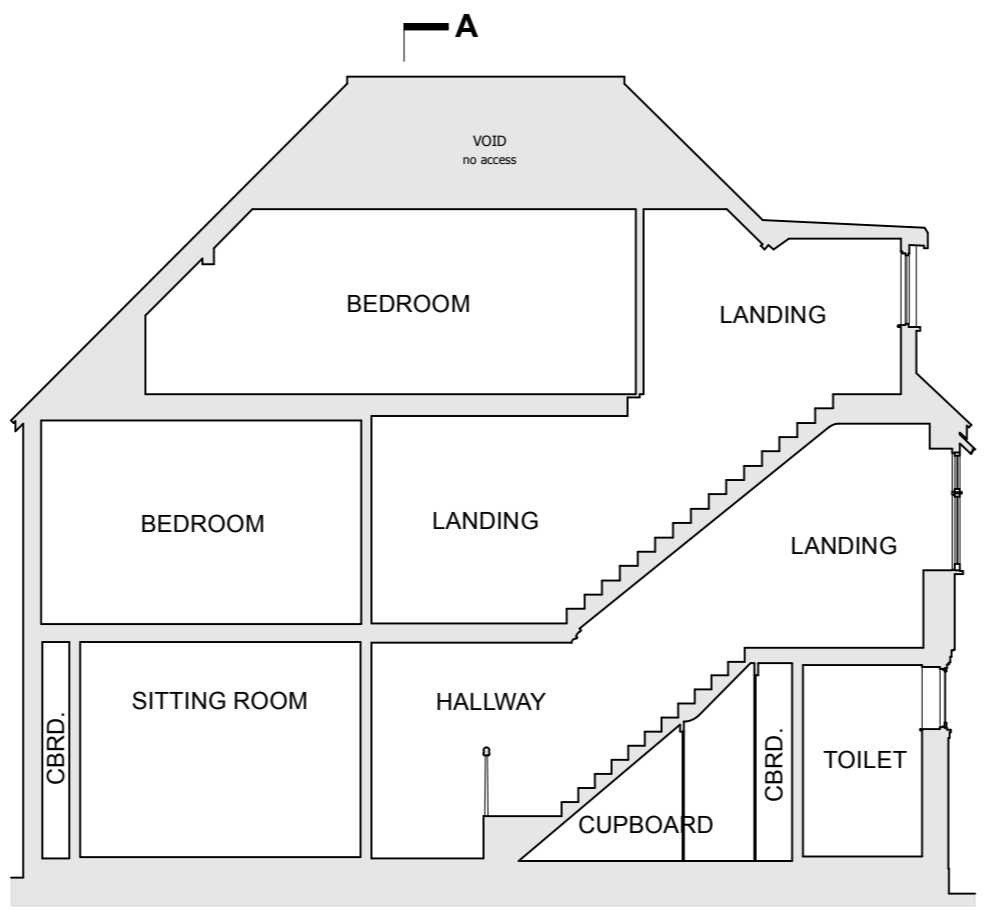 A
VOID
no access
BEDROOM
LANDING
BEDROOM
LANDING
LANDING
SITTING ROOM
HALLWAY
CBRD.
CBRD.
TOILET
CUPBOARD